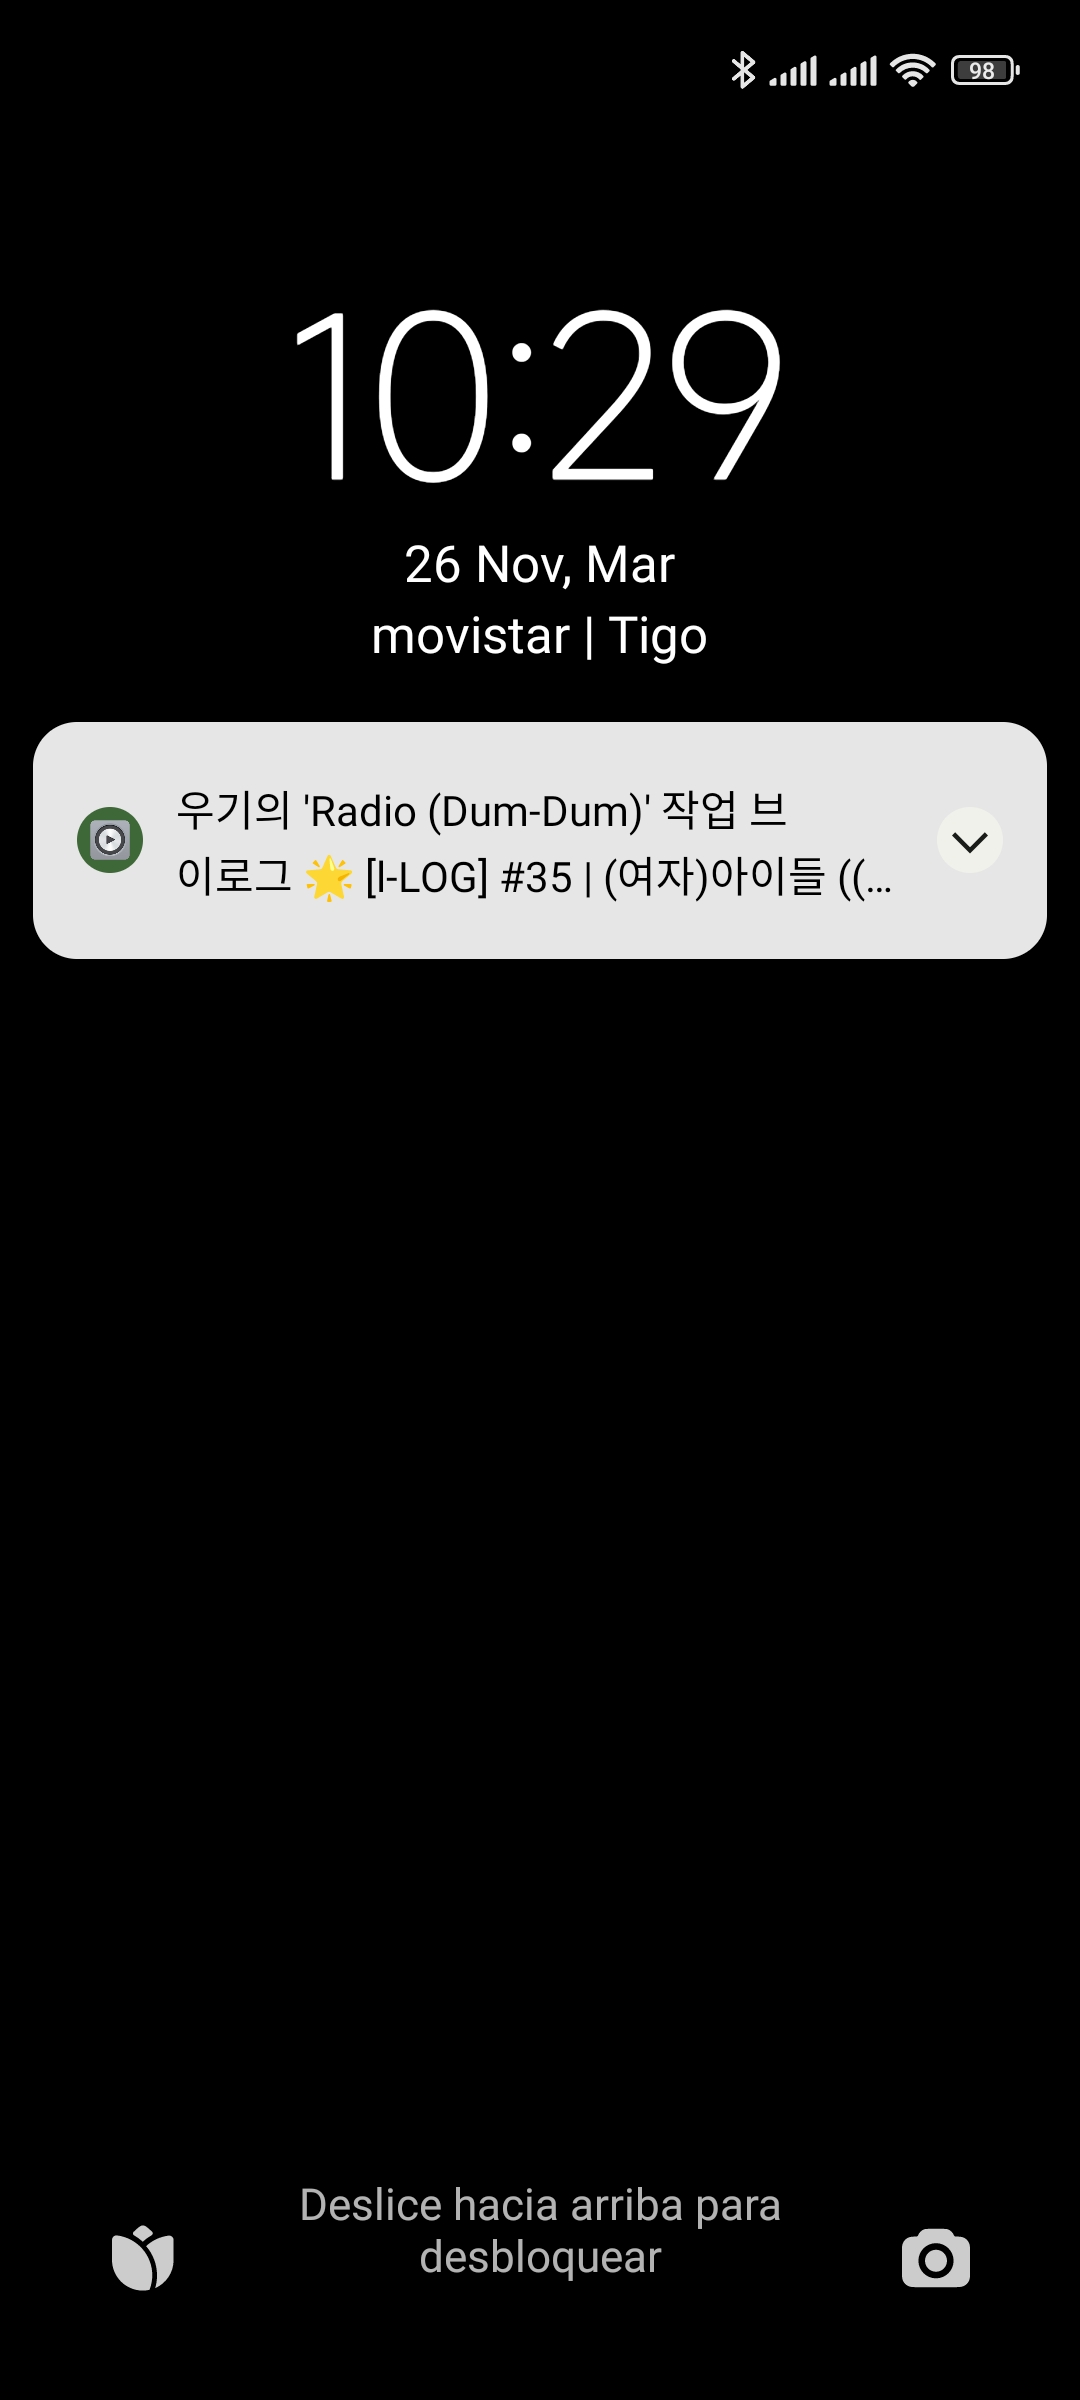 98
10:29
26 Nov, Mar
movistar | Tigo
우기의 'Radio (Dum-Dum)' 작업 브
이로그 🌟 [I-LOG] #35 | (여자)아이들 ((...
Deslice hacia arriba para
desbloquear